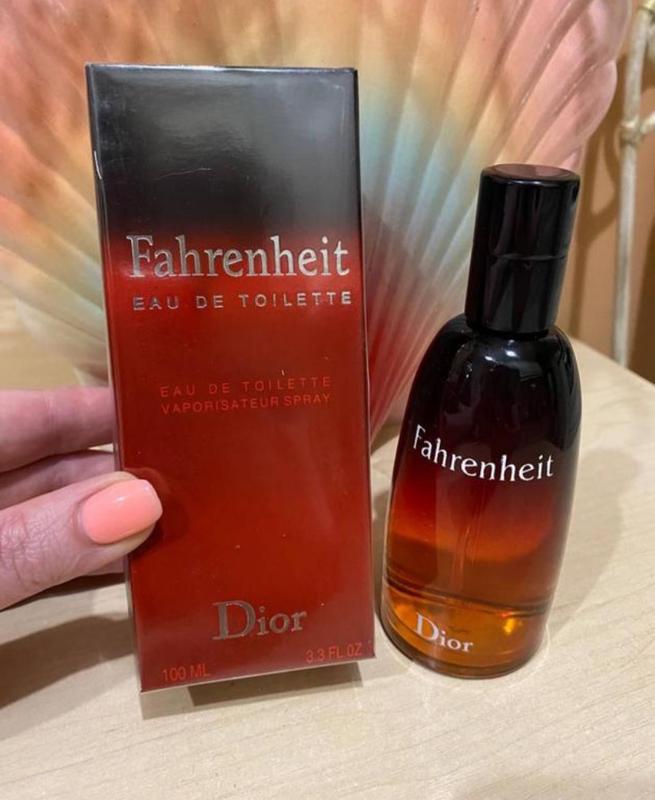 Fahrenheit
EAU DE TOILETTE
EAU DE TOILETTE
VAPORISATEUR SPRAY
Dior
100 ML 3.3 FL.OZ
Fahrenheit
Dior